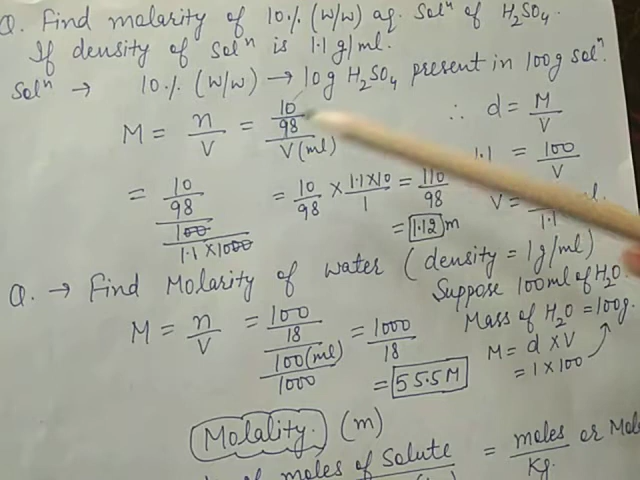 Q. Find molarity of 10.% (w/w) aq. Solⁿ of H₂SO₄.
If density of Solⁿ is 1.1 g/ml.
Solⁿ → 10.% (w/w) → 10g H₂SO₄ present in 100g solⁿ.
M = n/V = (10/98)/V(ml) ∴ d = M/V
1.1 = 100/V
= (10/98)/(100/(1.1×1000)) = 10/98 × (1.1×10)/1 = 110/98 V =
1.1
= 1.12 m
Q. → Find Molarity of water (density = 1g/ml)
Suppose 100ml of H₂O.
M = n/V = (100/18)/(100(ml)/1000) = 1000/18 Mass of H₂O = 100g.
M = d × V
= 55.5M = 1 × 100
Molality. (m)
of moles of Solute = moles/Kg. or